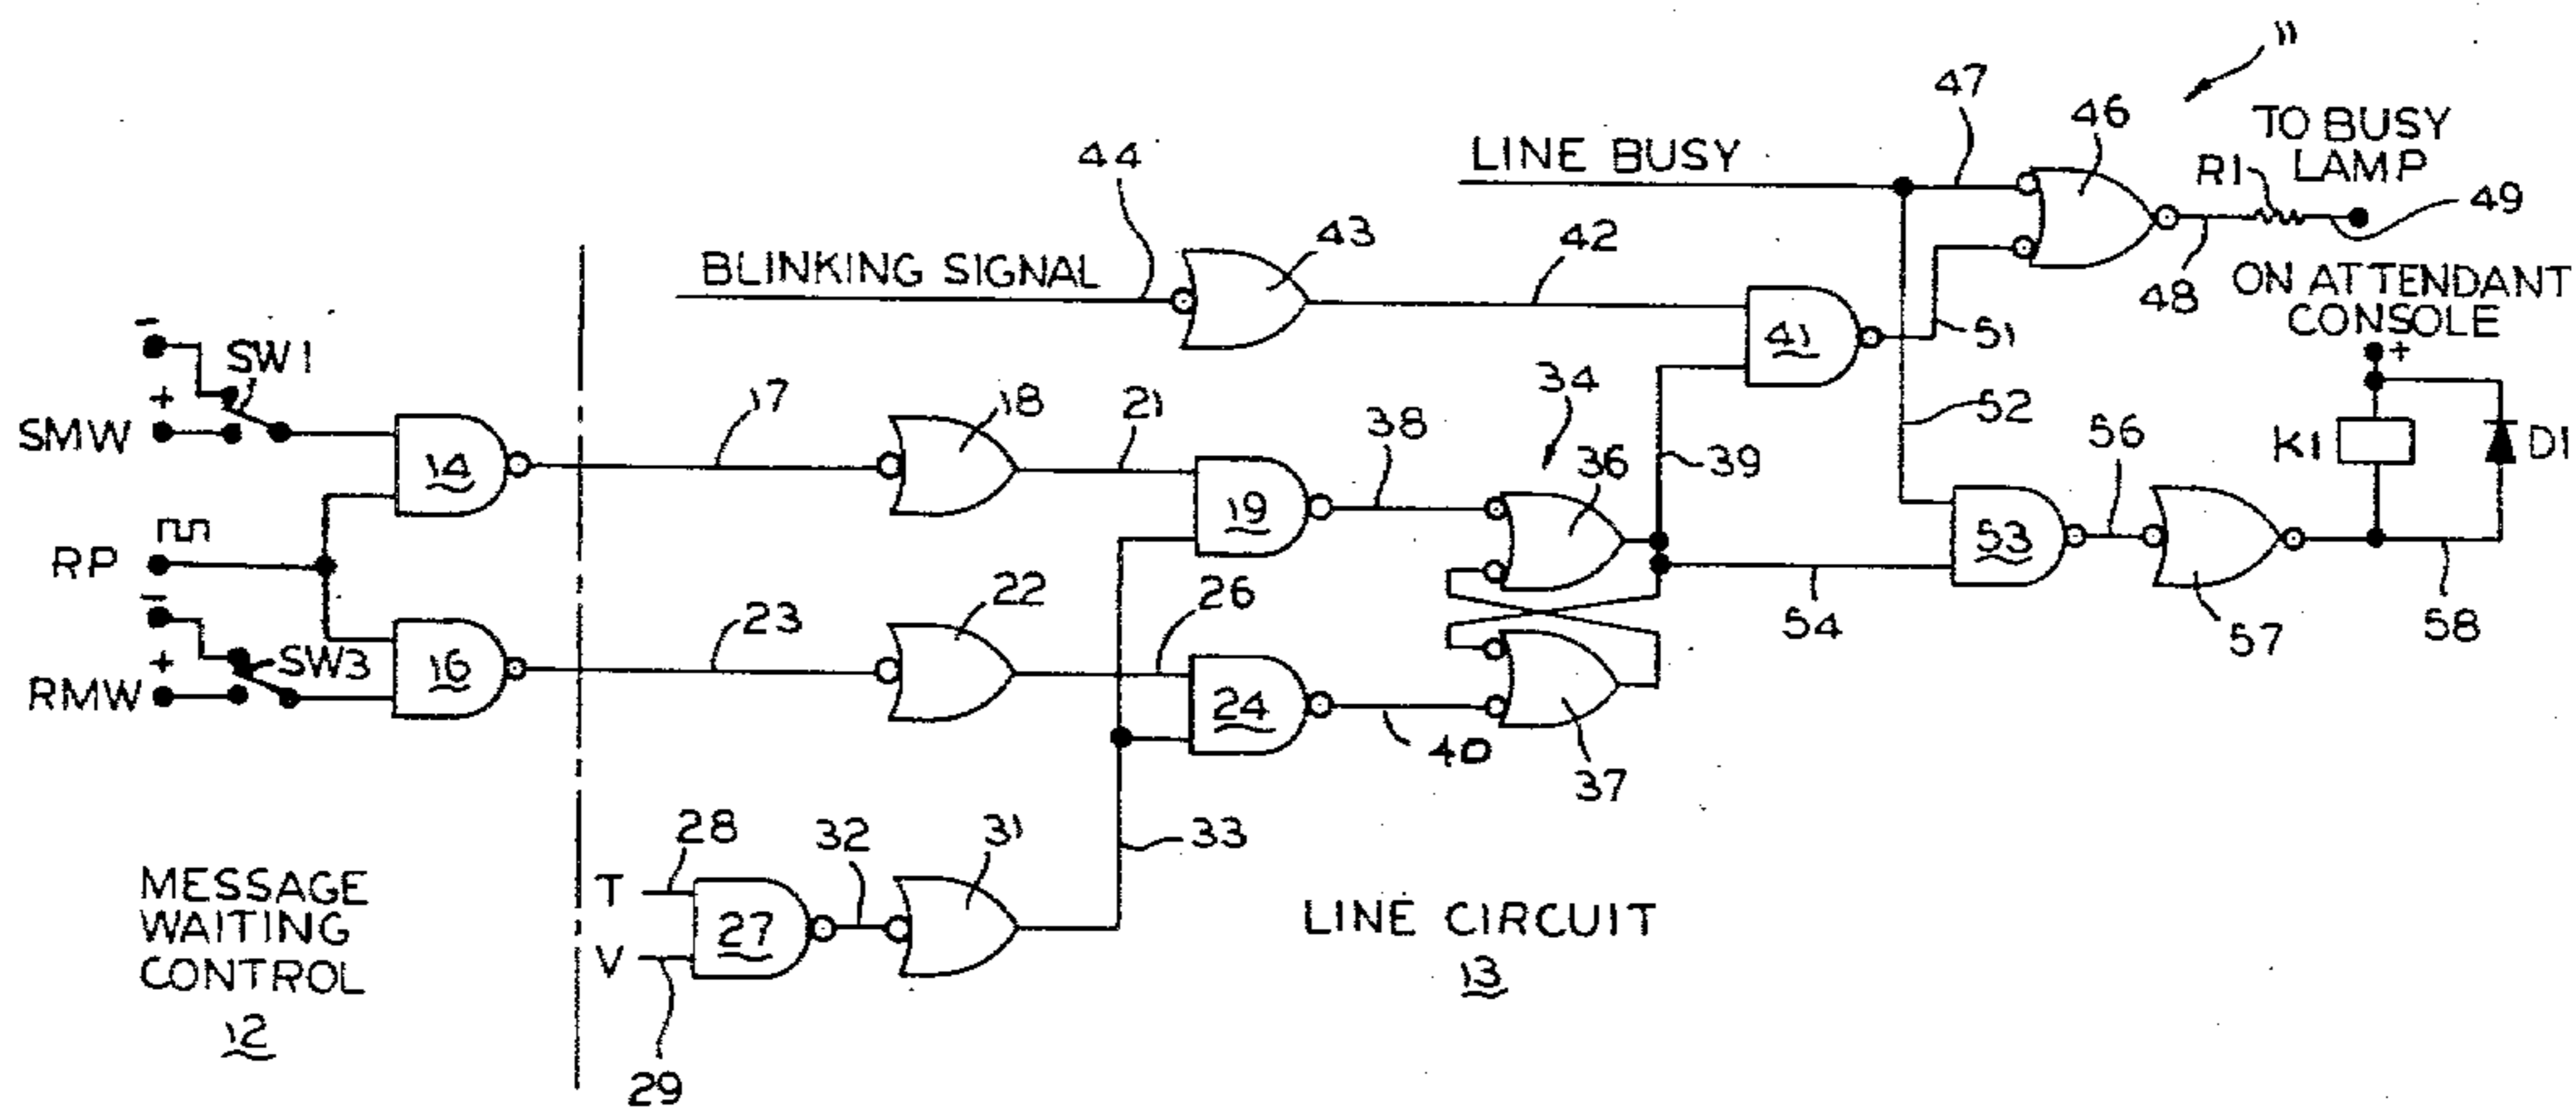 11
47
46
TO BUSY
LAMP
R1
LINE BUSY
44
43
42
49
BLINKING SIGNAL
48
ON ATTENDANT
CONSOLE
+
41
51
−
SW1
+
SMW
14
17
18
21
38
34
36
39
52
56
K1
D1
19
53
RP
−
23
22
26
54
57
58
SW3
+
RMW
16
24
40
37
28
32
31
33
T
27
V
29
MESSAGE
WAITING
CONTROL
12
LINE CIRCUIT
13